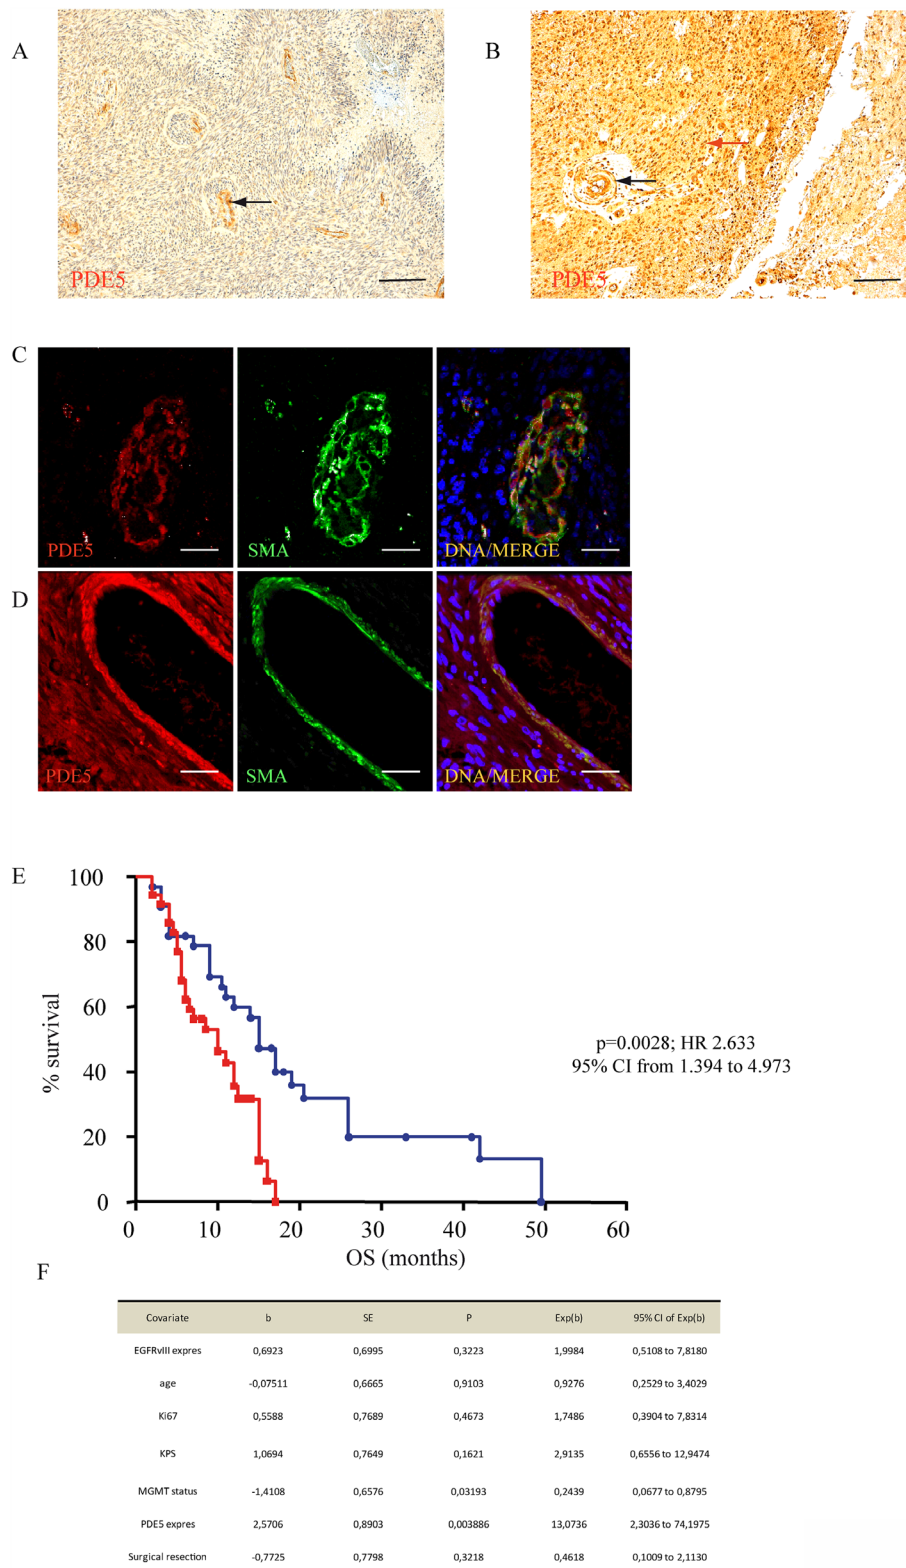 A
B
PDE5
PDE5
C
PDE5
SMA
DNA/MERGE
D
PDE5
SMA
DNA/MERGE
E
100
80
60
40
20
0
% survival
p=0.0028; HR 2.633
95% CI from 1.394 to 4.973
0 10 20 30 40 50 60
OS (months)
F
Covariate b SE P Exp(b) 95% CI of Exp(b)
EGFRvIII expres 0,6923 0,6995 0,3223 1,9984 0,5108 to 7,8180
age -0,07511 0,6665 0,9103 0,9276 0,2529 to 3,4029
Ki67 0,5588 0,7689 0,4673 1,7486 0,3904 to 7,8314
KPS 1,0694 0,7649 0,1621 2,9135 0,6556 to 12,9474
MGMT status -1,4108 0,6576 0,03193 0,2439 0,0677 to 0,8795
PDE5 expres 2,5706 0,8903 0,003886 13,0736 2,3036 to 74,1975
Surgical resection -0,7725 0,7798 0,3218 0,4618 0,1009 to 2,1130